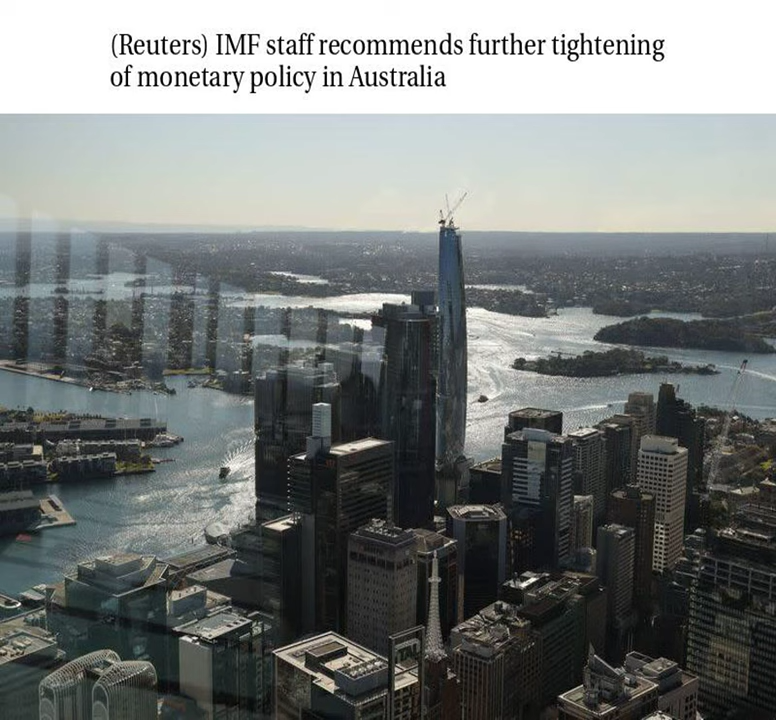 (Reuters) IMF staff recommends further tightening
of monetary policy in Australia